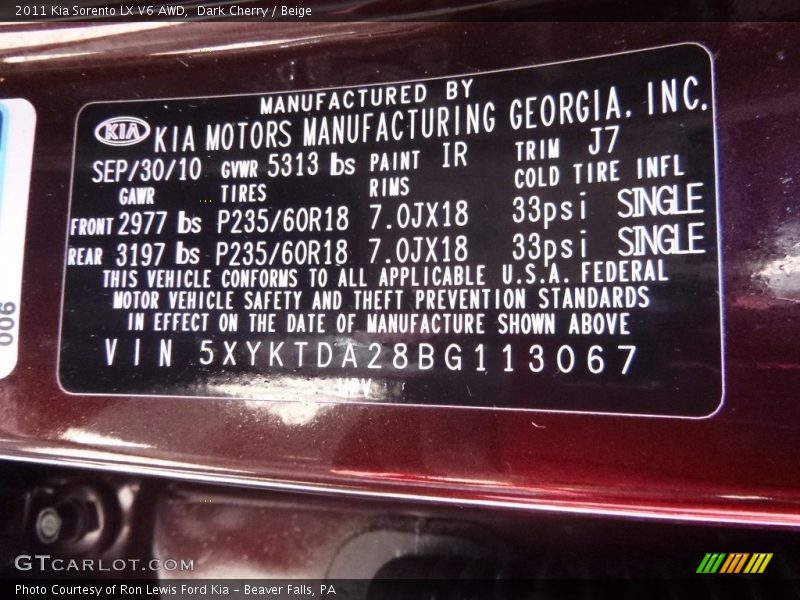 2011 Kia Sorento LX V6 AWD, Dark Cherry / Beige
MANUFACTURED BY
KIA KIA MOTORS MANUFACTURING GEORGIA, INC.
SEP/30/10 GVWR 5313 lbs PAINT IR TRIM J7
GAWR TIRES RIMS COLD TIRE INFL
FRONT 2977 lbs P235/60R18 7.0JX18 33psi SINGLE
REAR 3197 lbs P235/60R18 7.0JX18 33psi SINGLE
THIS VEHICLE CONFORMS TO ALL APPLICABLE U.S.A. FEDERAL
MOTOR VEHICLE SAFETY AND THEFT PREVENTION STANDARDS
IN EFFECT ON THE DATE OF MANUFACTURE SHOWN ABOVE
VIN 5XYKTDA28BG113067
MPV
006
GTCARLOT.COM
Photo Courtesy of Ron Lewis Ford Kia - Beaver Falls, PA